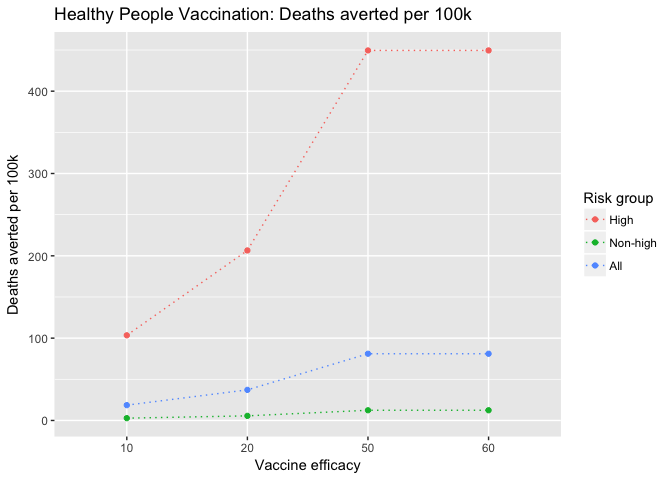 Healthy People Vaccination: Deaths averted per 100k
Deaths averted per 100k
400
300
200
100
0
10 20 50 60
Vaccine efficacy
Risk group
High
Non-high
All